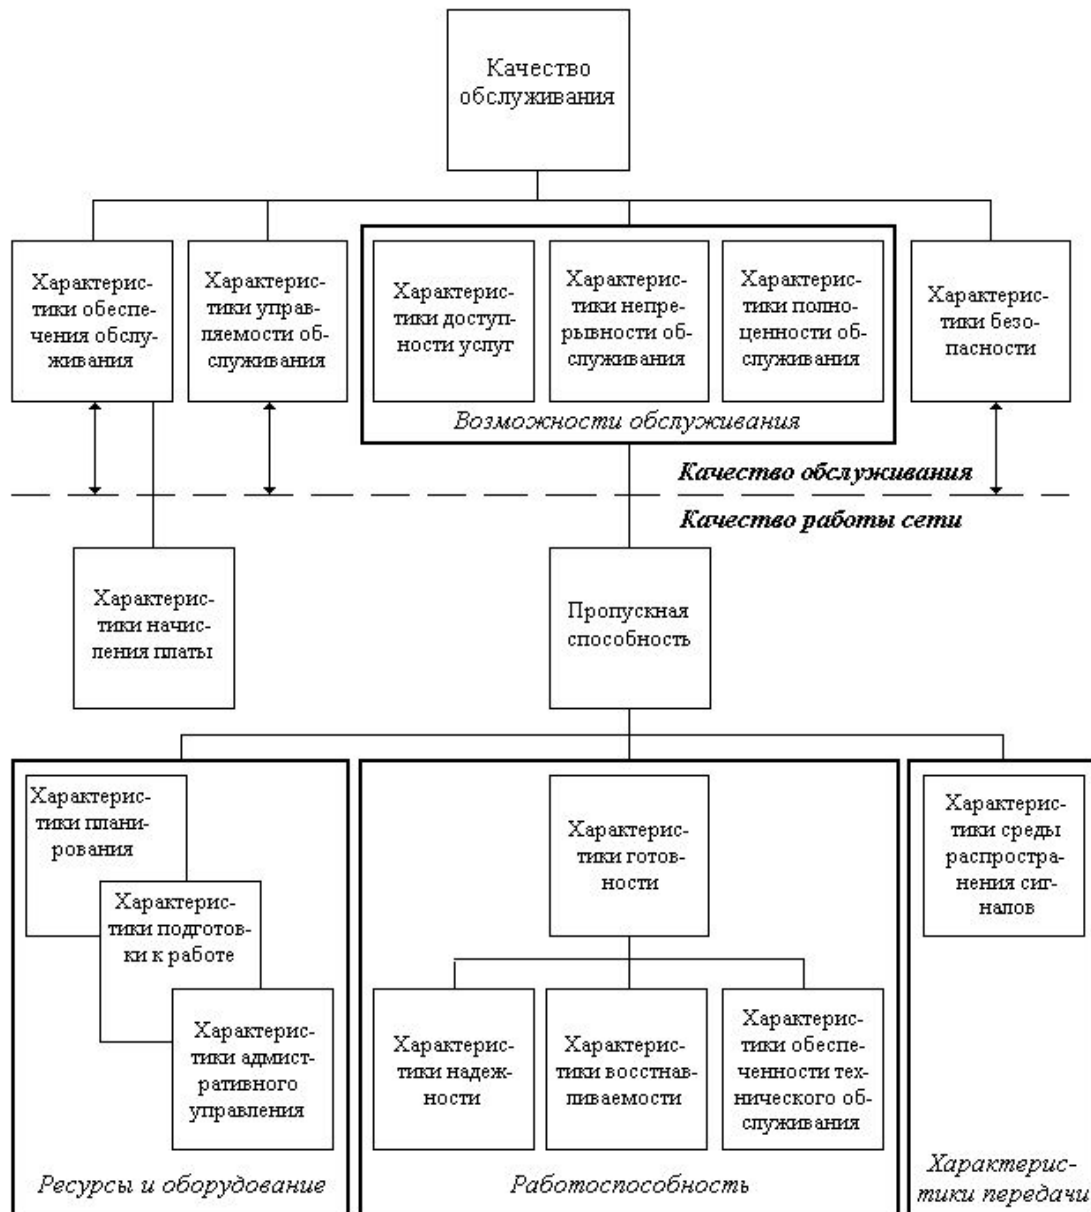 Качество
обслуживания
Характерис-
тики обеспе-
чения обслу-
живания
Характерис-
тики управ-
ляемости об-
служивания
Характерис-
тики доступ-
ности услуг
Характерис-
тики непре-
рывности об-
служивания
Характерис-
тики полно-
ценности об-
служивания
Характерис-
тики безо-
пасности
Возможности обслуживания
Качество обслуживания
Качество работы сети
Характерис-
тики начис-
ления платы
Пропускная
способность
Характерис-
тики плани-
рования
Характерис-
тики подготов-
ки к работе
Характерис-
тики адмист-
ративного
управления
Ресурсы и оборудование
Характерис-
тики готов-
ности
Характерис-
тики надеж-
ности
Характерис-
тики восстнав-
ливаемости
Характерис-
тики обеспе-
ченности тех-
нического об-
служивания
Работоспособность
Характерис-
тики среды
распростра-
нения сиг-
налов
Характерис-
тики передачи